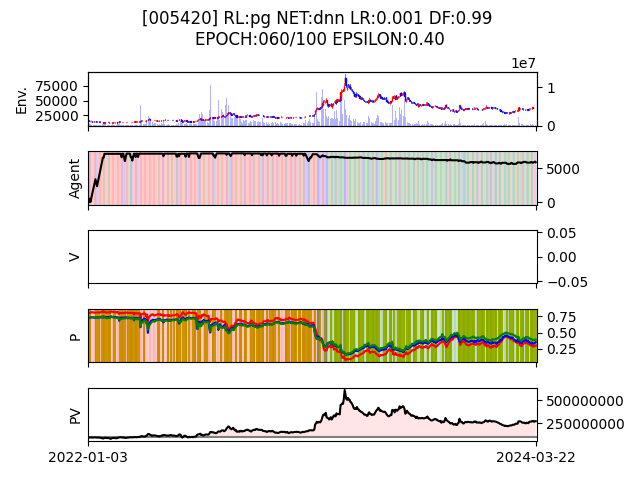 [005420] RL:pg NET:dnn LR:0.001 DF:0.99
EPOCH:060/100 EPSILON:0.40
1e7
Env.
75000
50000
25000
1
0
Agent
5000
0
V
0.05
0.00
−0.05
P
0.75
0.50
0.25
PV
500000000
250000000
2022-01-03
2024-03-22